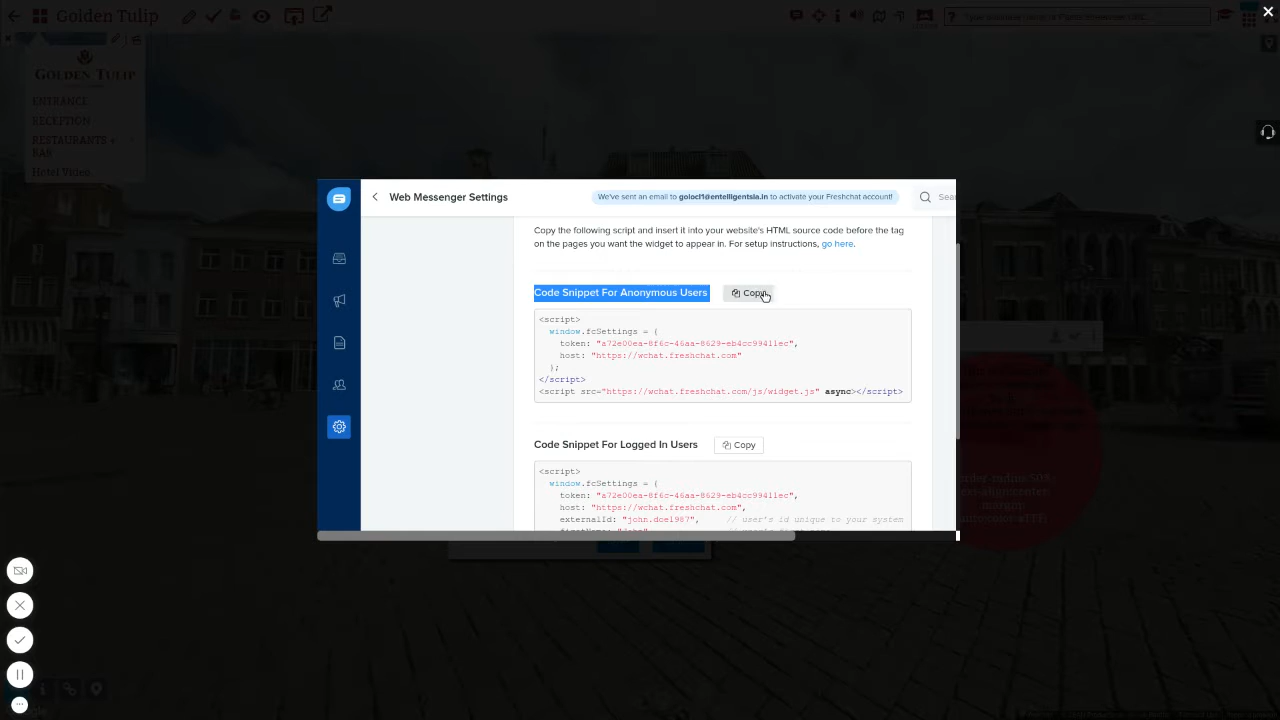 Golden Tulip
GOLDEN TULIP
ENTRANCE
RECEPTION
RESTAURANTS +
BAR
Hotel Video
Web Messenger Settings
We've sent an email to goloci1@entelligentsia.in to activate your Freshchat account!
Sear
Copy the following script and insert it into your website's HTML source code before the tag
on the pages you want the widget to appear in. For setup instructions, go here.
Code Snippet For Anonymous Users
Copy
<script>
window.fcSettings = {
token: "a72e00ea-8f6c-46aa-8629-eb4cc99411ec",
host: "https://wchat.freshchat.com"
};
</script>
<script src="https://wchat.freshchat.com/js/widget.js" async></script>
Code Snippet For Logged In Users
Copy
<script>
window.fcSettings = {
token: "a72e00ea-8f6c-46aa-8629-eb4cc99411ec",
host: "https://wchat.freshchat.com",
externalId: "john.doe1987", // user's id unique to your system